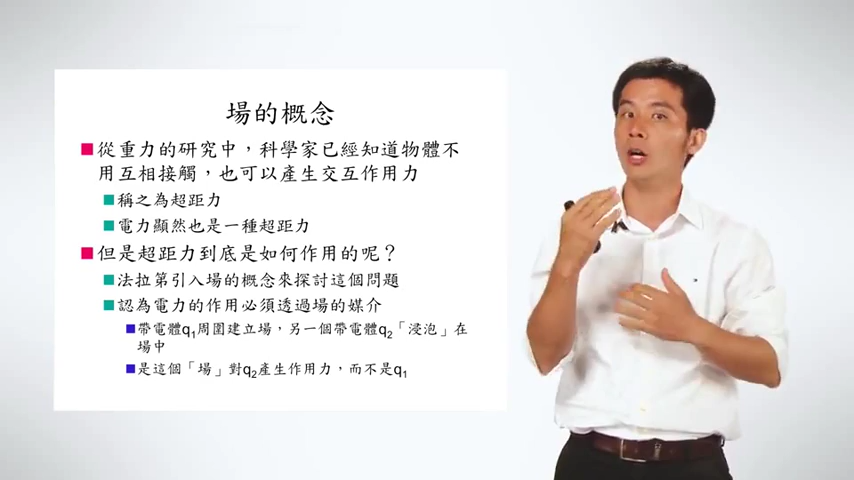 場的概念
從重力的研究中，科學家已經知道物體不
用互相接觸，也可以產生交互作用力
稱之為超距力
電力顯然也是一種超距力
但是超距力到底是如何作用的呢？
法拉第引入場的概念來探討這個問題
認為電力的作用必須透過場的媒介
帶電體q₁周圍建立場，另一個帶電體q₂「浸泡」在
場中
是這個「場」對q₂產生作用力，而不是q₁